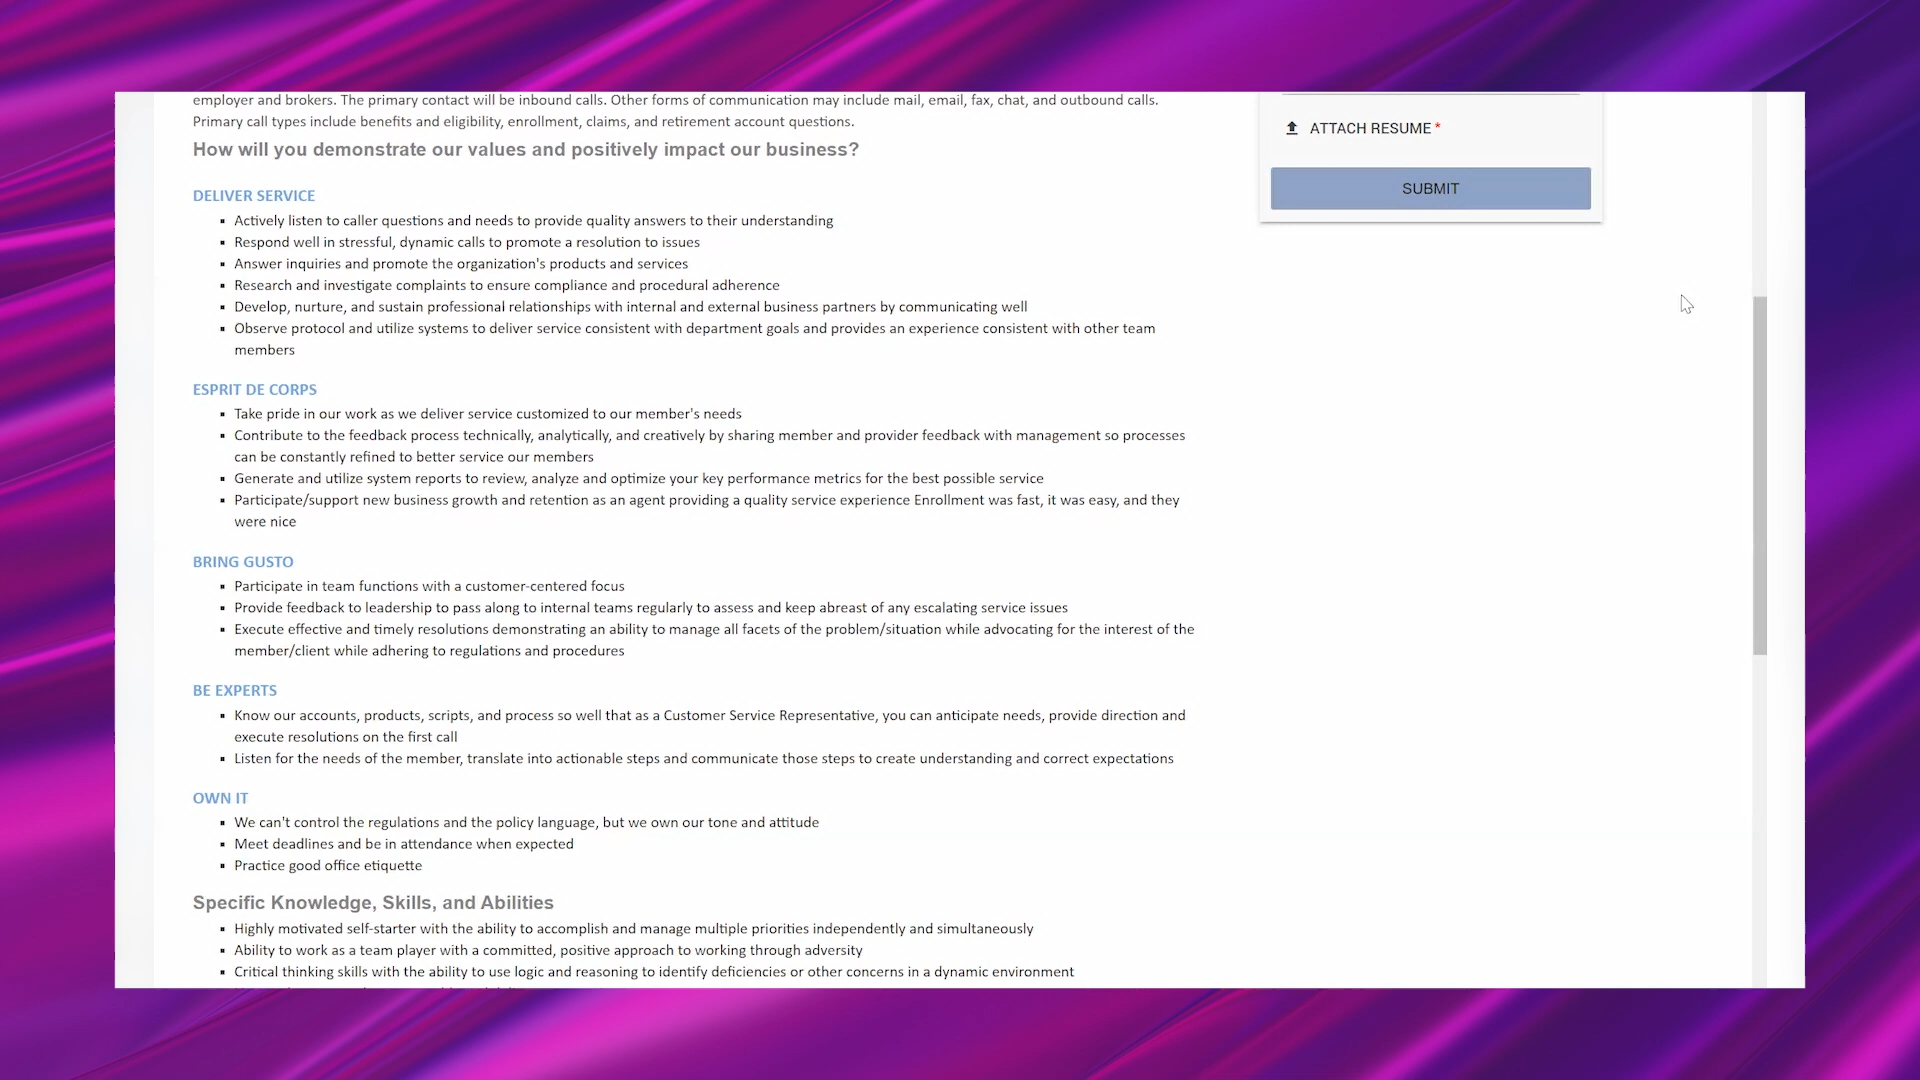 employer and brokers. The primary contact will be inbound calls. Other forms of communication may include mail, email, fax, chat, and outbound calls.
Primary call types include benefits and eligibility, enrollment, claims, and retirement account questions.
How will you demonstrate our values and positively impact our business?
DELIVER SERVICE
▪ Actively listen to caller questions and needs to provide quality answers to their understanding
▪ Respond well in stressful, dynamic calls to promote a resolution to issues
▪ Answer inquiries and promote the organization's products and services
▪ Research and investigate complaints to ensure compliance and procedural adherence
▪ Develop, nurture, and sustain professional relationships with internal and external business partners by communicating well
▪ Observe protocol and utilize systems to deliver service consistent with department goals and provides an experience consistent with other team
members
ESPRIT DE CORPS
▪ Take pride in our work as we deliver service customized to our member's needs
▪ Contribute to the feedback process technically, analytically, and creatively by sharing member and provider feedback with management so processes
can be constantly refined to better service our members
▪ Generate and utilize system reports to review, analyze and optimize your key performance metrics for the best possible service
▪ Participate/support new business growth and retention as an agent providing a quality service experience Enrollment was fast, it was easy, and they
were nice
BRING GUSTO
▪ Participate in team functions with a customer-centered focus
▪ Provide feedback to leadership to pass along to internal teams regularly to assess and keep abreast of any escalating service issues
▪ Execute effective and timely resolutions demonstrating an ability to manage all facets of the problem/situation while advocating for the interest of the
member/client while adhering to regulations and procedures
BE EXPERTS
▪ Know our accounts, products, scripts, and process so well that as a Customer Service Representative, you can anticipate needs, provide direction and
execute resolutions on the first call
▪ Listen for the needs of the member, translate into actionable steps and communicate those steps to create understanding and correct expectations
OWN IT
▪ We can't control the regulations and the policy language, but we own our tone and attitude
▪ Meet deadlines and be in attendance when expected
▪ Practice good office etiquette
Specific Knowledge, Skills, and Abilities
▪ Highly motivated self-starter with the ability to accomplish and manage multiple priorities independently and simultaneously
▪ Ability to work as a team player with a committed, positive approach to working through adversity
▪ Critical thinking skills with the ability to use logic and reasoning to identify deficiencies or other concerns in a dynamic environment
ATTACH RESUME *
SUBMIT